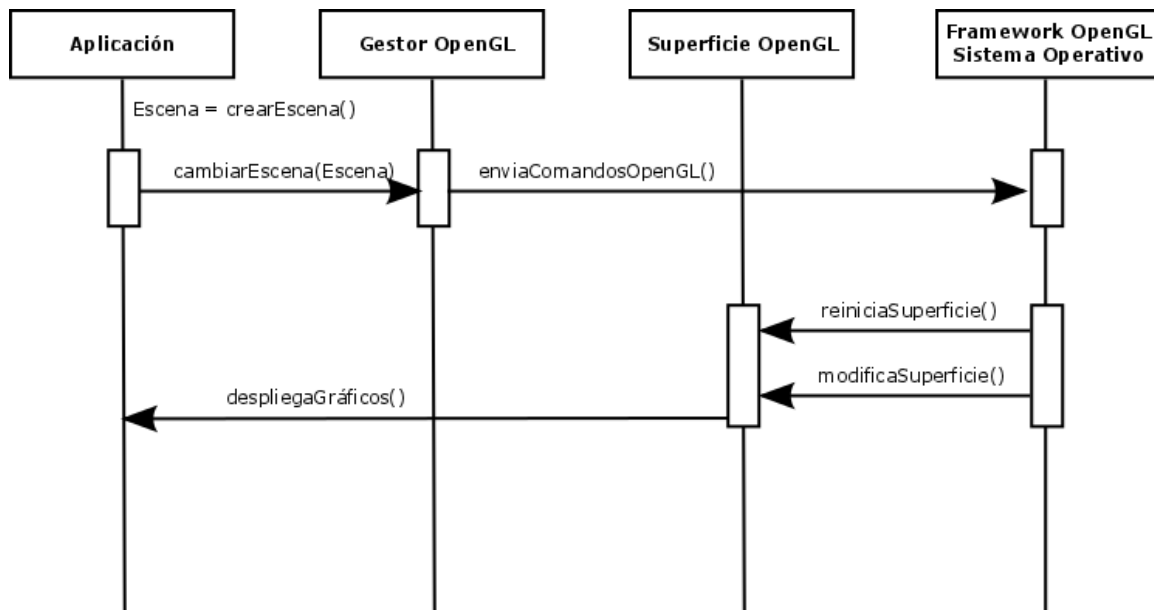 Aplicación
Gestor OpenGL
Superficie OpenGL
Framework OpenGL
Sistema Operativo
Escena = crearEscena()
cambiarEscena(Escena)
enviaComandosOpenGL()
reiniciaSuperficie()
modificaSuperficie()
despliegaGráficos()